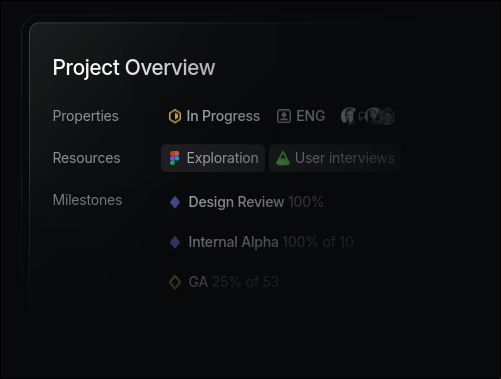 Project Overview
Properties In Progress ENG
Resources Exploration User interviews
Milestones Design Review 100%
Internal Alpha 100% of 10
GA 25% of 53